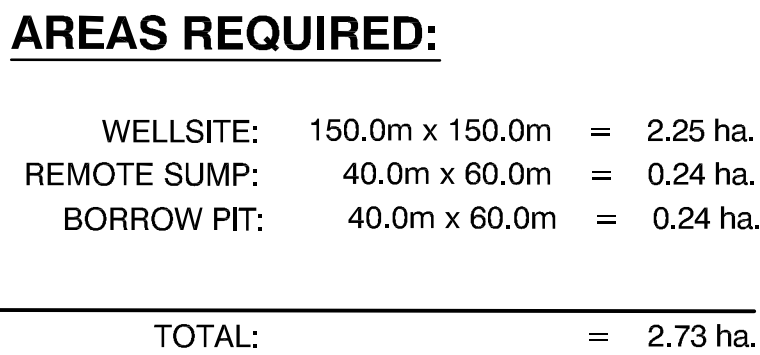 AREAS REQUIRED:
WELLSITE: 150.0m x 150.0m = 2.25 ha.
REMOTE SUMP: 40.0m x 60.0m = 0.24 ha.
BORROW PIT: 40.0m x 60.0m = 0.24 ha.
TOTAL: = 2.73 ha.